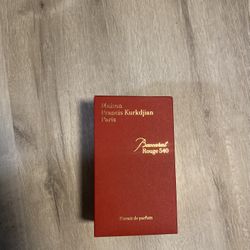 Maison
Francis Kurkdjian
Paris
Baccarat
Rouge 540
Extrait de parfum